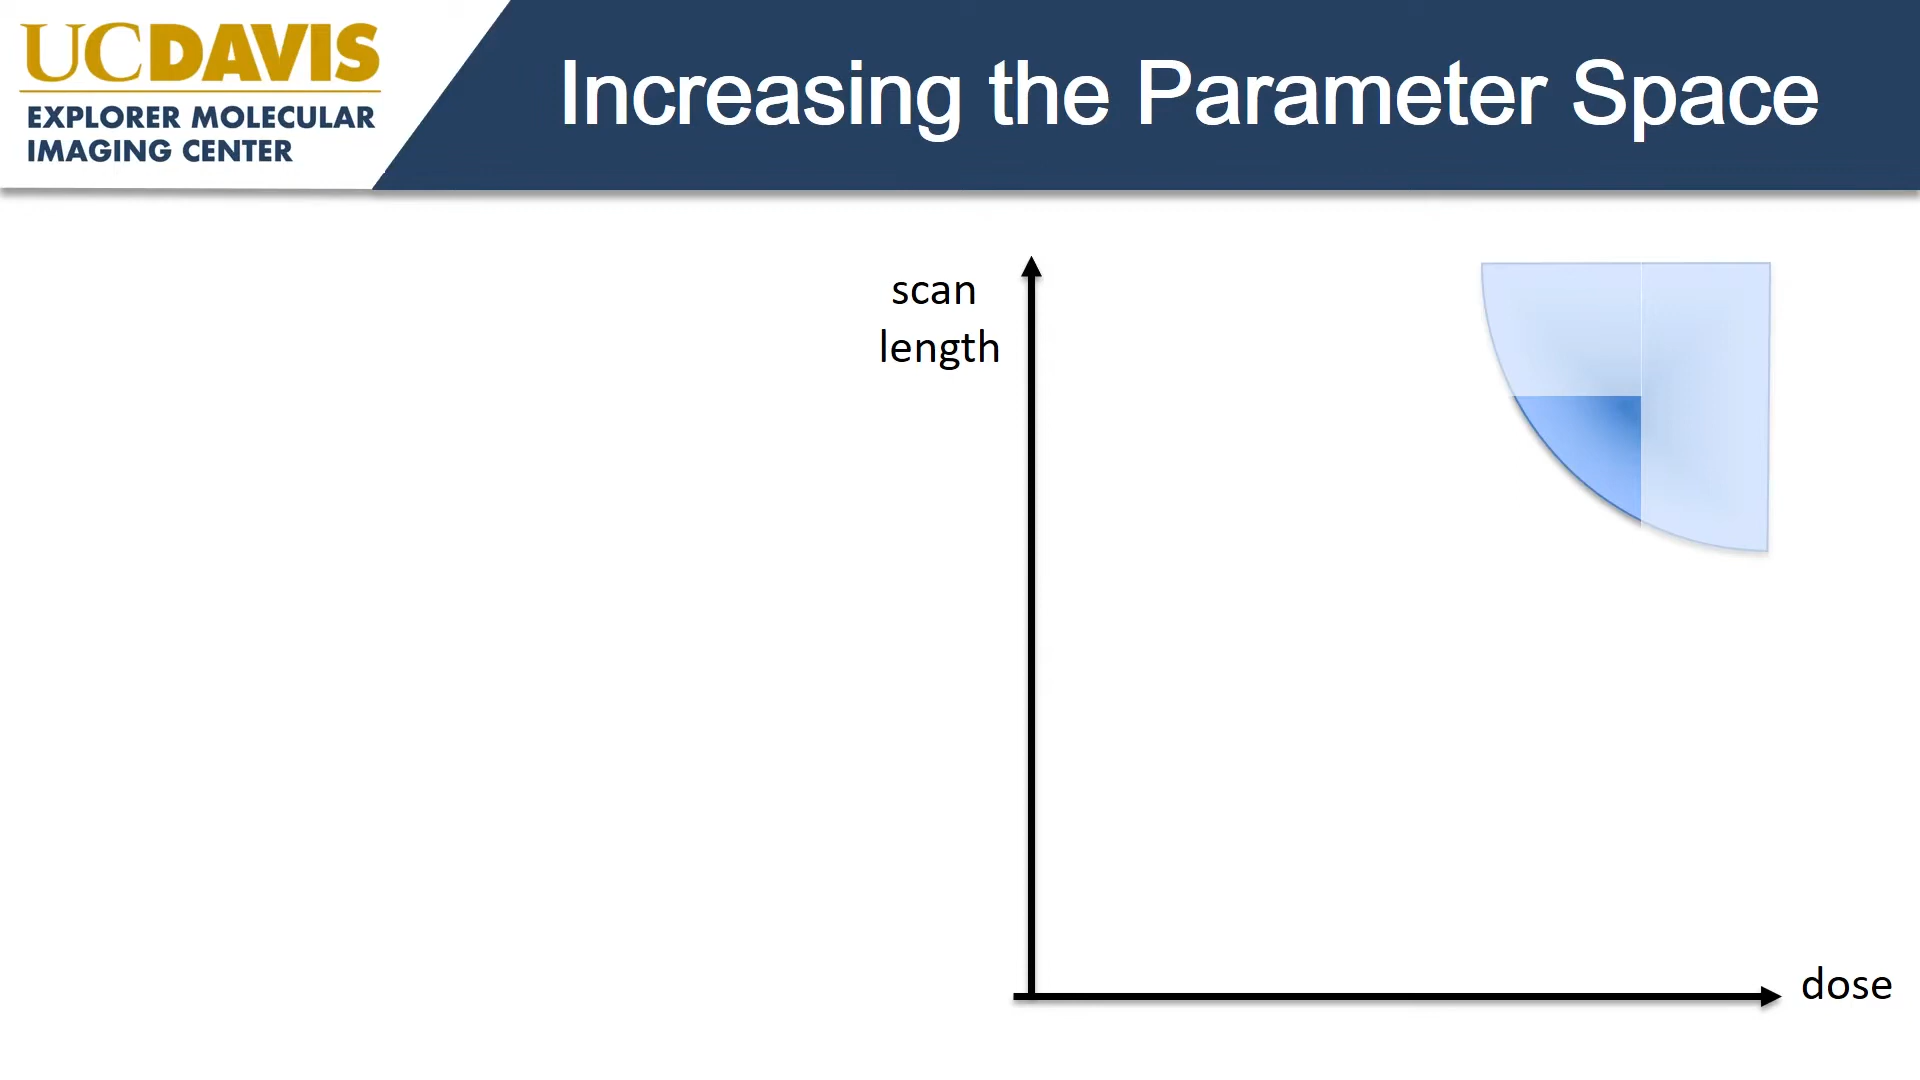 UCDAVIS
EXPLORER MOLECULAR
IMAGING CENTER
Increasing the Parameter Space
scan
length
dose